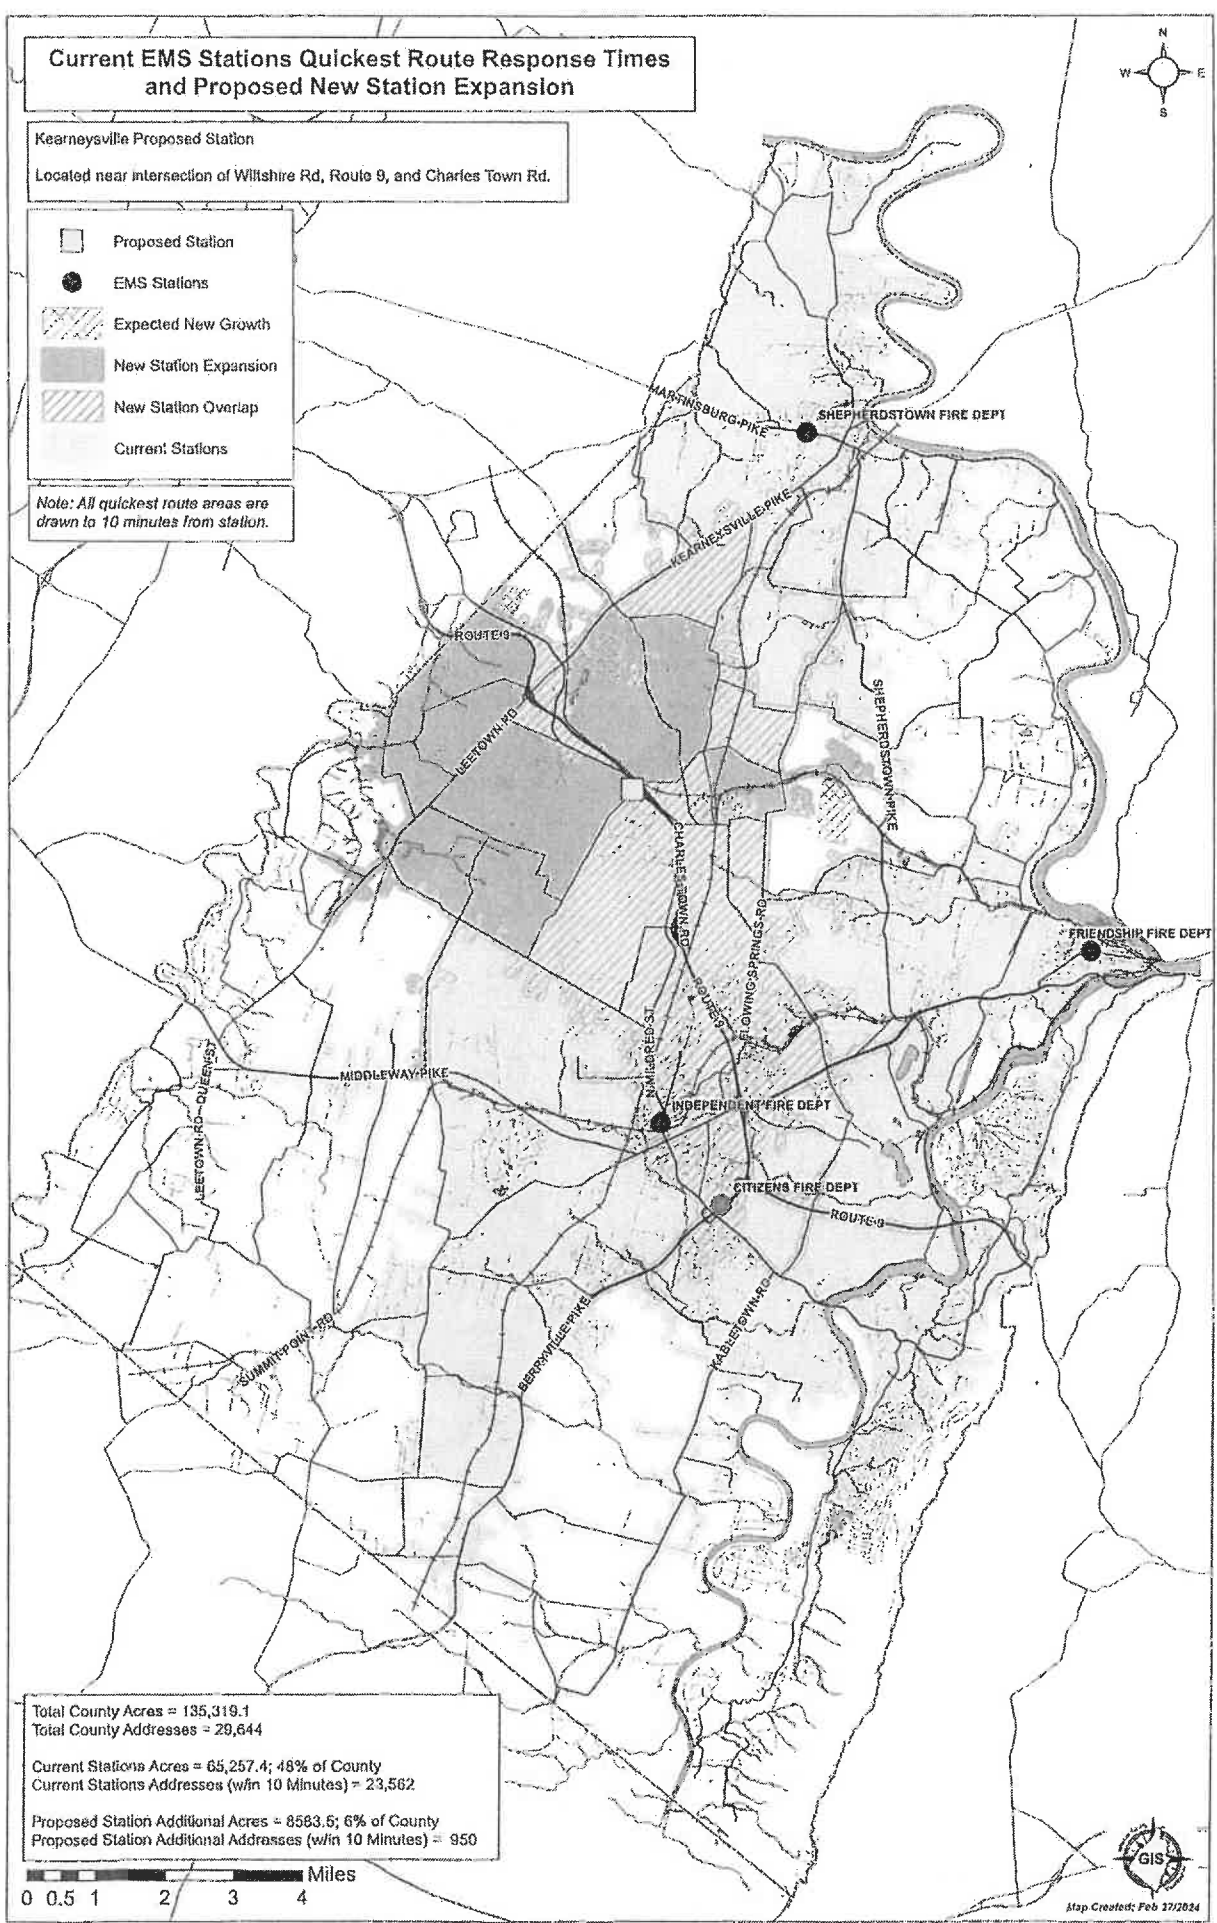 Current EMS Stations Quickest Route Response Times
and Proposed New Station Expansion
N
W
E
S
Kearneysville Proposed Station
Located near intersection of Wiltshire Rd, Route 9, and Charles Town Rd.
Proposed Station
EMS Stations
Expected New Growth
New Station Expansion
New Station Overlap
Current Stations
Note: All quickest route areas are
drawn to 10 minutes from station.
MARTINSBURG PIKE
SHEPHERDSTOWN FIRE DEPT
KEARNEYSVILLE PIKE
ROUTE 9
LEETOWN RD
SHEPHERDSTOWN PIKE
CHARLES TOWN RD
FLOWING SPRINGS RD
FRIENDSHIP FIRE DEPT
ROUTE 9
N MILDRED ST
MIDDLEWAY PIKE
QUEEN ST
LEETOWN RD
INDEPENDENT FIRE DEPT
CITIZENS FIRE DEPT
ROUTE 9
KABLETOWN RD
BERRYVILLE PIKE
SUMMIT POINT RD
Total County Acres = 135,319.1
Total County Addresses = 29,644
Current Stations Acres = 65,257.4; 48% of County
Current Stations Addresses (w/in 10 Minutes) = 23,562
Proposed Station Additional Acres = 8583.5; 6% of County
Proposed Station Additional Addresses (w/in 10 Minutes) = 950
Miles
0 0.5 1 2 3 4
GIS
Map Created: Feb 27/2024